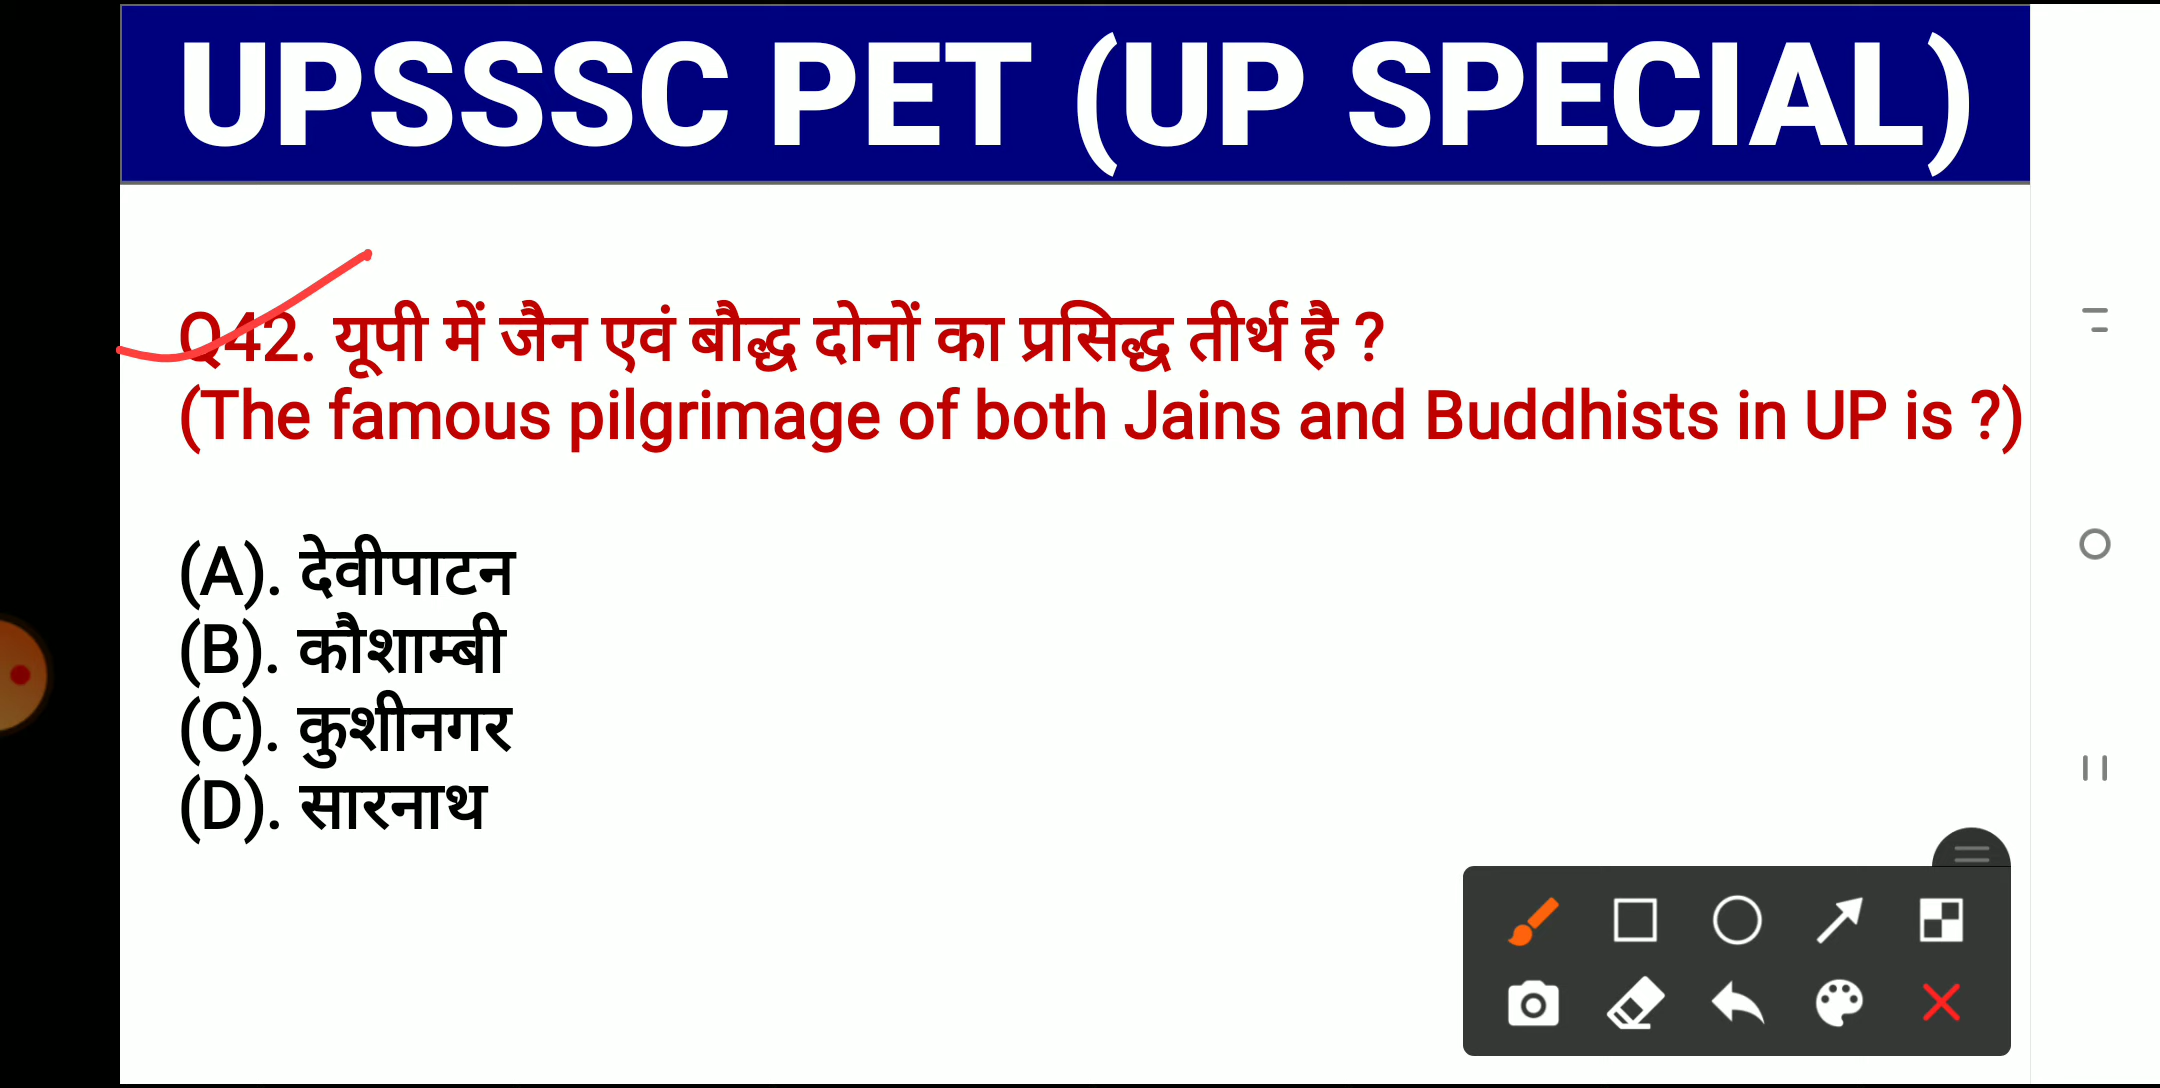 UPSSSC PET (UP SPECIAL)
Q42. यूपी में जैन एवं बौद्ध दोनों का प्रसिद्ध तीर्थ है ?
(The famous pilgrimage of both Jains and Buddhists in UP is ?)
(A). देवीपाटन
(B). कौशाम्बी
(C). कुशीनगर
(D). सारनाथ